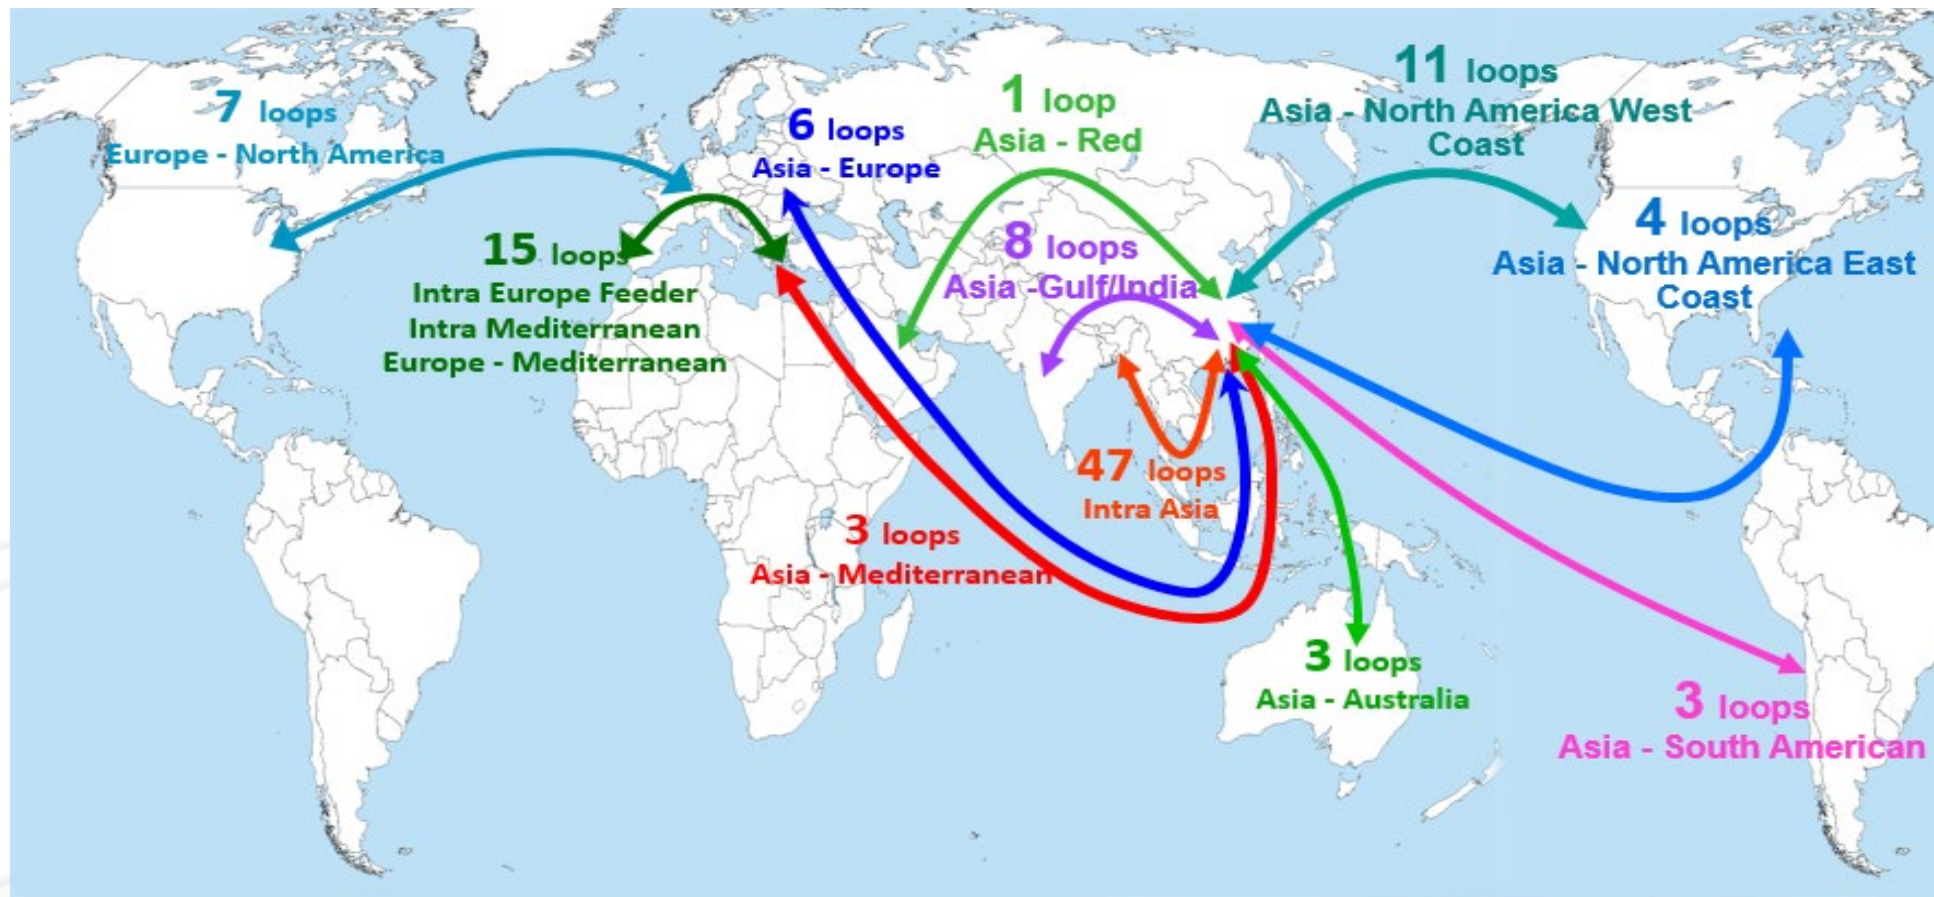 7 loops
Europe - North America
6 loops
Asia - Europe
1 loop
Asia - Red
11 loops
Asia - North America West
Coast
15 loops
Intra Europe Feeder
Intra Mediterranean
Europe - Mediterranean
8 loops
Asia -Gulf/India
4 loops
Asia - North America East
Coast
47 loops
Intra Asia
3 loops
Asia - Mediterranean
3 loops
Asia - Australia
3 loops
Asia - South American